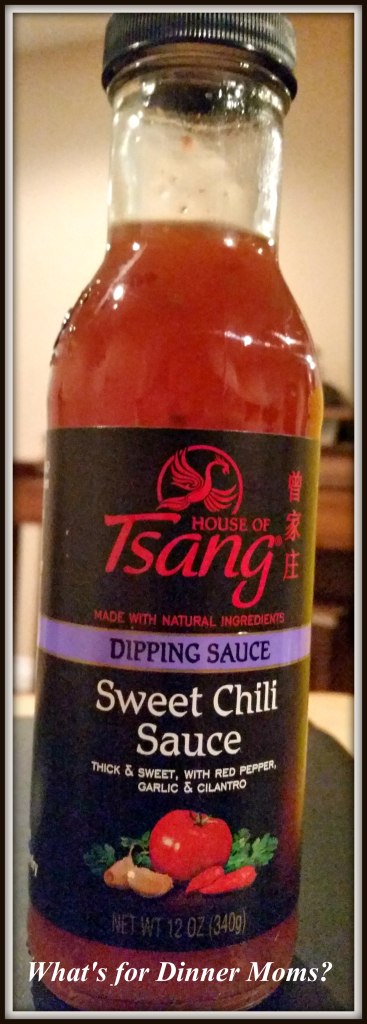 HOUSE OF
Tsang®
曾家庄
MADE WITH NATURAL INGREDIENTS
DIPPING SAUCE
Sweet Chili
Sauce
THICK & SWEET, WITH RED PEPPER,
GARLIC & CILANTRO
NET WT 12 OZ (340g)
What's for Dinner Moms?